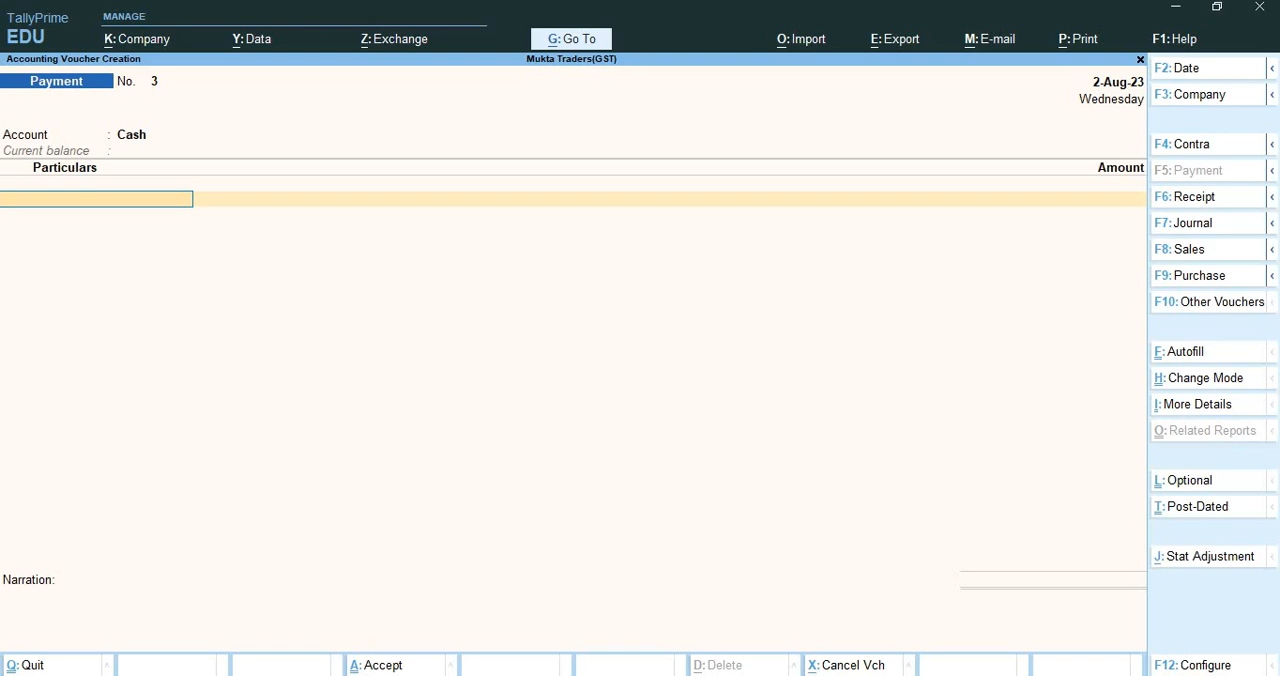 TallyPrime MANAGE
EDU K: Company Y: Data Z: Exchange G: Go To O: Import E: Export M: E-mail P: Print F1: Help
Accounting Voucher Creation Mukta Traders(GST)
Payment No. 3 2-Aug-23
Wednesday
Account : Cash
Current balance :
Particulars Amount
Narration:
F2: Date
F3: Company
F4: Contra
F5: Payment
F6: Receipt
F7: Journal
F8: Sales
F9: Purchase
F10: Other Vouchers
F: Autofill
H: Change Mode
I: More Details
O: Related Reports
L: Optional
T: Post-Dated
J: Stat Adjustment
Q: Quit A: Accept D: Delete X: Cancel Vch F12: Configure